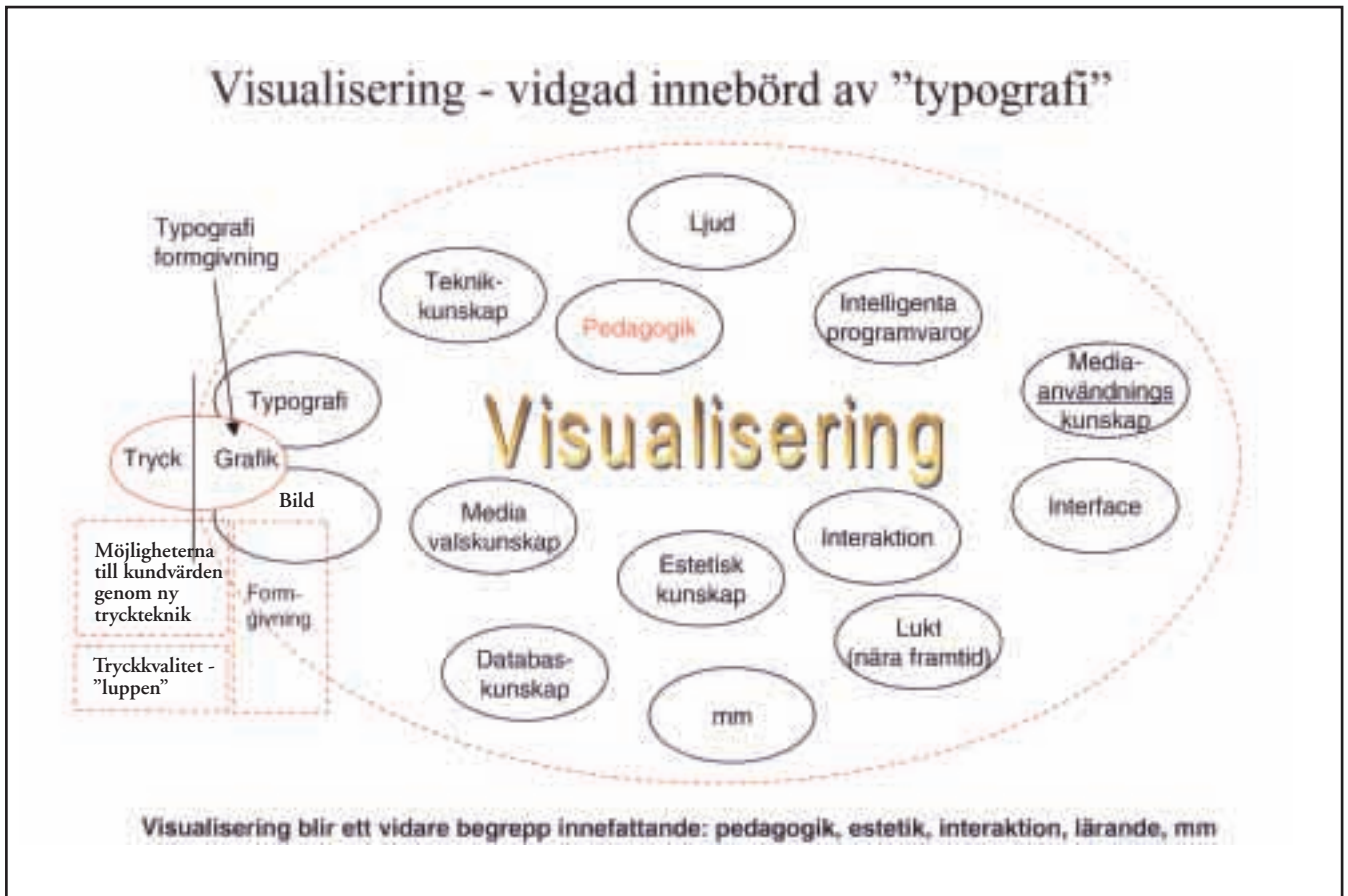 Visualisering - vidgad innebörd av ”typografi”
Typografi
formgivning
Ljud
Teknik-
kunskap
Pedagogik
Intelligenta
programvaror
Media-
användnings
kunskap
Typografi
Visualisering
Tryck
Grafik
Bild
Media
valskunskap
Interaktion
Interface
Estetisk
kunskap
Möjligheterna
till kundvärden
genom ny
tryckteknik
Form-
givning
Lukt
(nära framtid)
Tryckkvalitet -
”luppen”
Databas-
kunskap
mm
Visualisering blir ett vidare begrepp innefattande: pedagogik, estetik, interaktion, lärande, mm